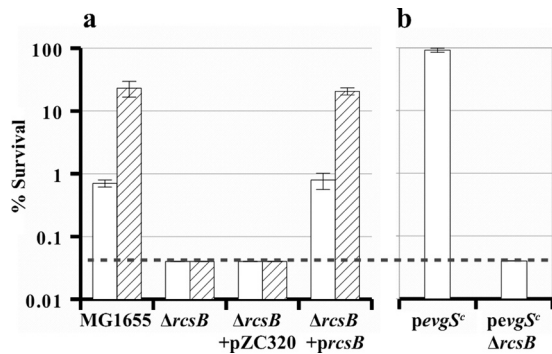 a
b
% Survival
100
10
1
0.1
0.01
MG1655
ΔrcsB
ΔrcsB
+pZC320
ΔrcsB
+prcsB
pevgSᶜ
pevgSᶜ
ΔrcsB